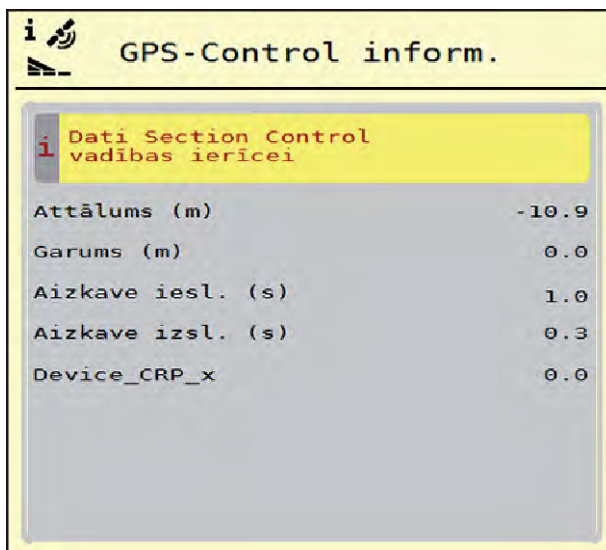 i
GPS-Control inform.
i Dati Section Control
vadības ierīcei
Attālums (m) -10.9
Garums (m) 0.0
Aizkave iesl. (s) 1.0
Aizkave izsl. (s) 0.3
Device_CRP_x 0.0